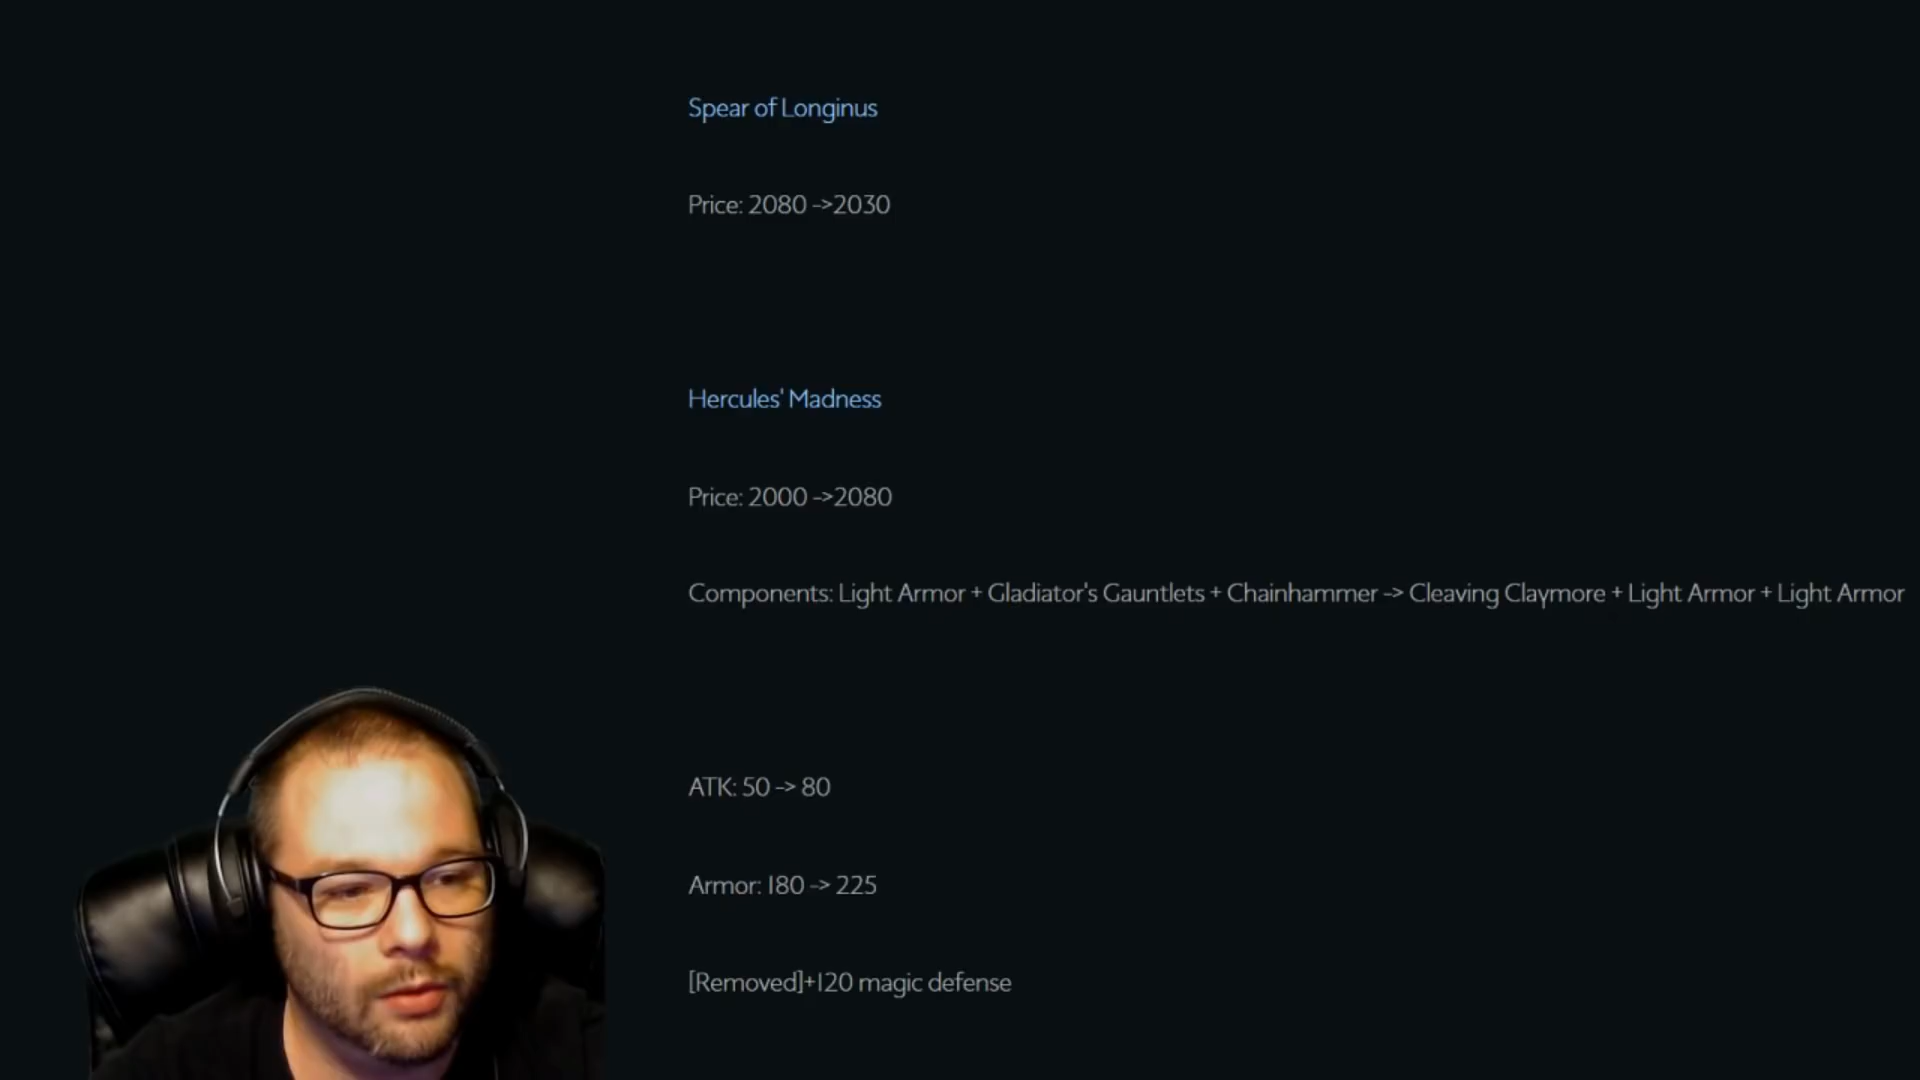 Spear of Longinus
Price: 2080 ->2030
Hercules' Madness
Price: 2000 ->2080
Components: Light Armor + Gladiator's Gauntlets + Chainhammer -> Cleaving Claymore + Light Armor + Light Armor
ATK: 50 -> 80
Armor: 180 -> 225
[Removed]+120 magic defense